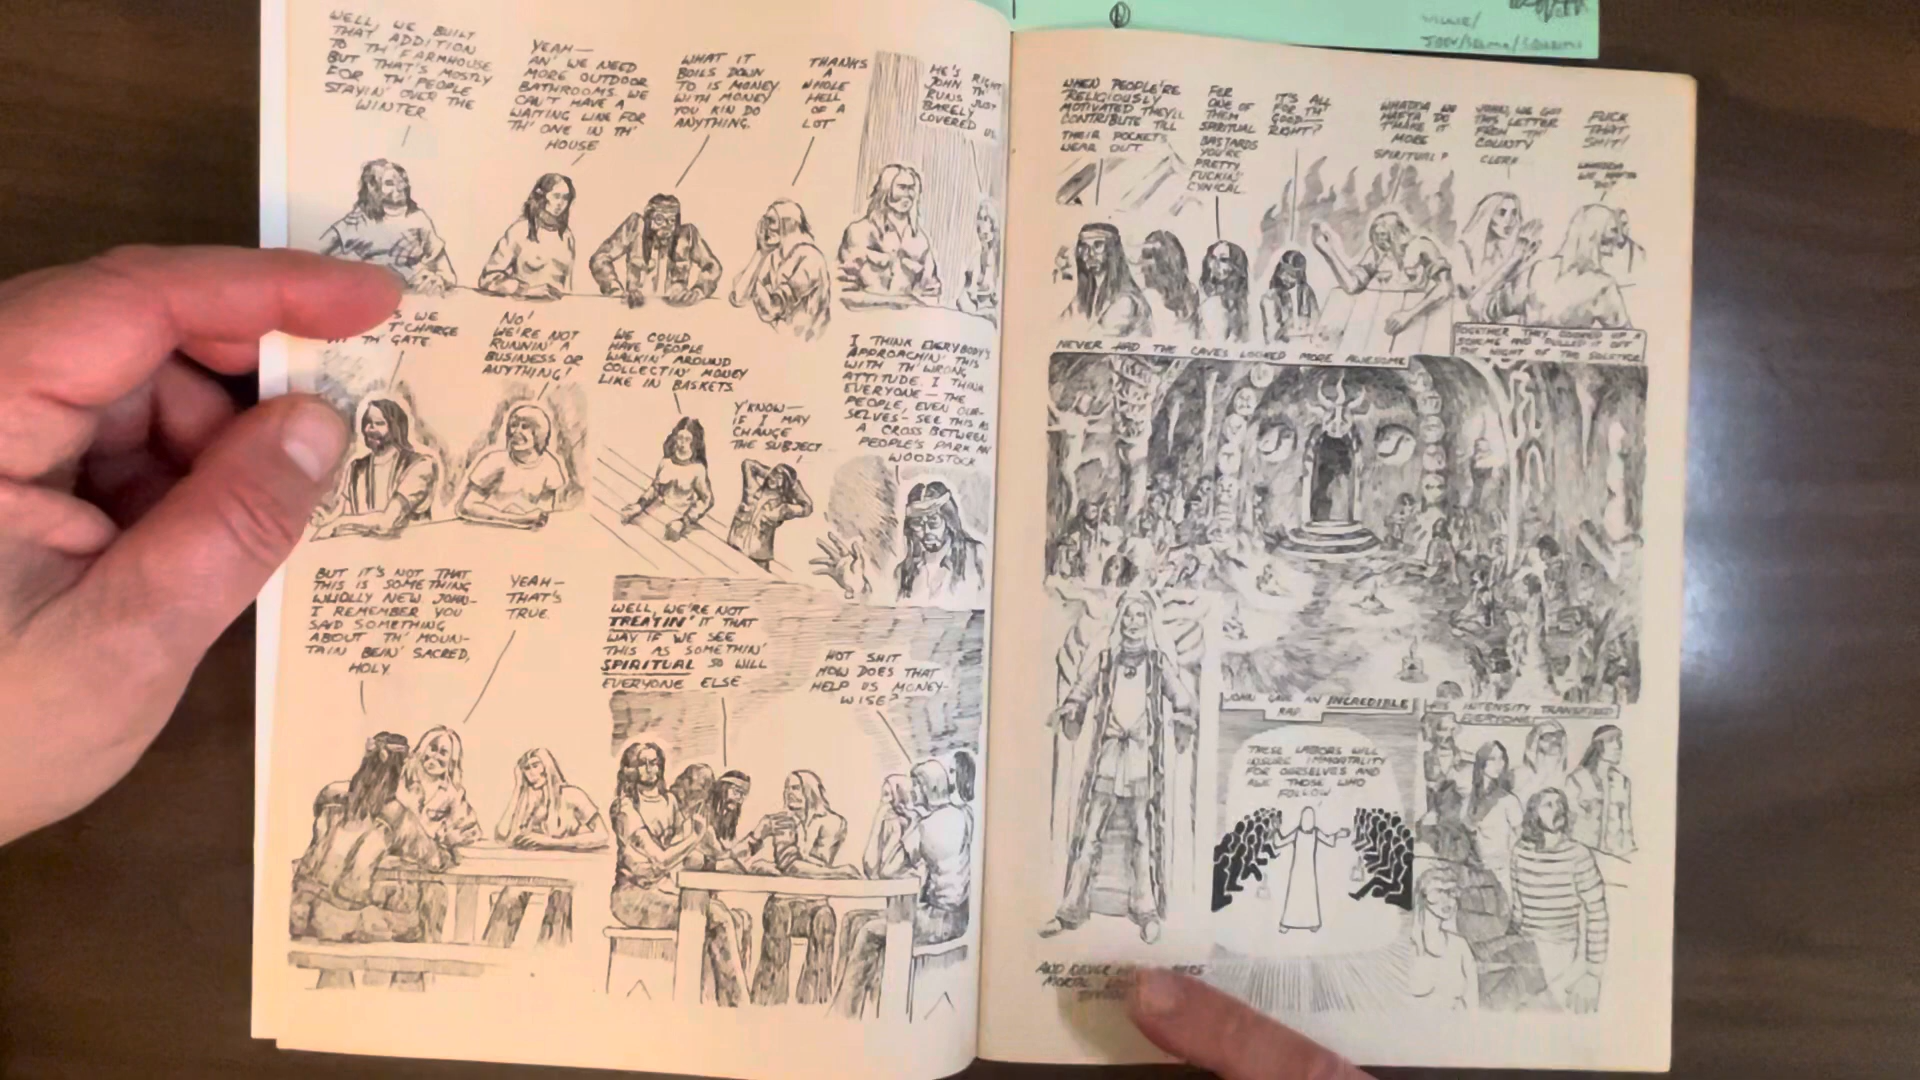 WELL, WE BUILT
THAT ADDITION
TO TH' FARMHOUSE
BUT THAT'S MOSTLY
FOR TH' PEOPLE
STAYIN' OVER THE
WINTER
YEAH—
AN' WE NEED
MORE OUTDOOR
BATHROOMS. WE
CAN'T HAVE A
WAITING LINE FOR
TH' ONE IN TH'
HOUSE
WHAT IT
BOILS DOWN
TO IS MONEY.
WITH MONEY
YOU KIN DO
ANYTHING.
THANKS
A
WHOLE
HELL
OF A
LOT
HE'S RIGHT
JOHN TH'
RUNS JUST
BARELY
COVERED US
WE
T'CHARGE
TH' GATE
NO!
WE'RE NOT
RUNNIN' A
BUSINESS OR
ANYTHING!
WE COULD
HAVE PEOPLE
WALKIN' AROUND
COLLECTIN' MONEY
LIKE IN BASKETS
Y'KNOW—
IF I MAY
CHANGE
THE SUBJECT
I THINK EVERYBODY'S
APPROACHIN' THIS
WITH TH' WRONG
ATTITUDE. I THINK
EVERYONE — THE
PEOPLE, EVEN OUR-
SELVES - SEE THIS AS
A CROSS BETWEEN
PEOPLE'S PARK AN'
WOODSTOCK
BUT IT'S NOT THAT
THIS IS SOMETHING
WHOLLY NEW JOHN-
I REMEMBER YOU
SAID SOMETHING
ABOUT TH' MOUN-
TAIN BEIN' SACRED,
HOLY
YEAH—
THAT'S
TRUE
WELL, WE'RE NOT
TREATIN' IT THAT
WAY IF WE SEE
THIS AS SOMETHIN'
SPIRITUAL SO WILL
EVERYONE ELSE
HOT SHIT
HOW DOES THAT
HELP US MONEY-
WISE?
WHEN PEOPLE'RE
RELIGIOUSLY
MOTIVATED THEY'LL
CONTRIBUTE TILL
THEIR POCKETS
WEAR OUT
FER
ONE OF
THEM
SPIRITUAL
BASTARDS
YOU'RE
PRETTY
FUCKIN'
CYNICAL
IT'S ALL
FOR TH'
GOOD—
RIGHT?
WHADDA WE
HAFTA DO
T'MAKE IT
MORE
SPIRITUAL?
JOHN, WE GOT
THIS LETTER
FROM TH'
COUNTY
CLERK
FUCK
THAT
SHIT!
WHADDA
WE HAFTA
DO?
TOGETHER THEY COOKED UP A
SCHEME AND PULLED IT OFF
THE NIGHT OF THE SOLSTICE
NEVER HAD THE CAVES LOOKED MORE AWESOME
JOHN GAVE AN INCREDIBLE
RAP
HIS INTENSITY TRANSFIXED
EVERYONE
THESE LABORS WILL
INSURE IMMORTALITY
FOR OURSELVES AND
AWE THOSE WHO
FOLLOW
AND NEVER
MORTAL